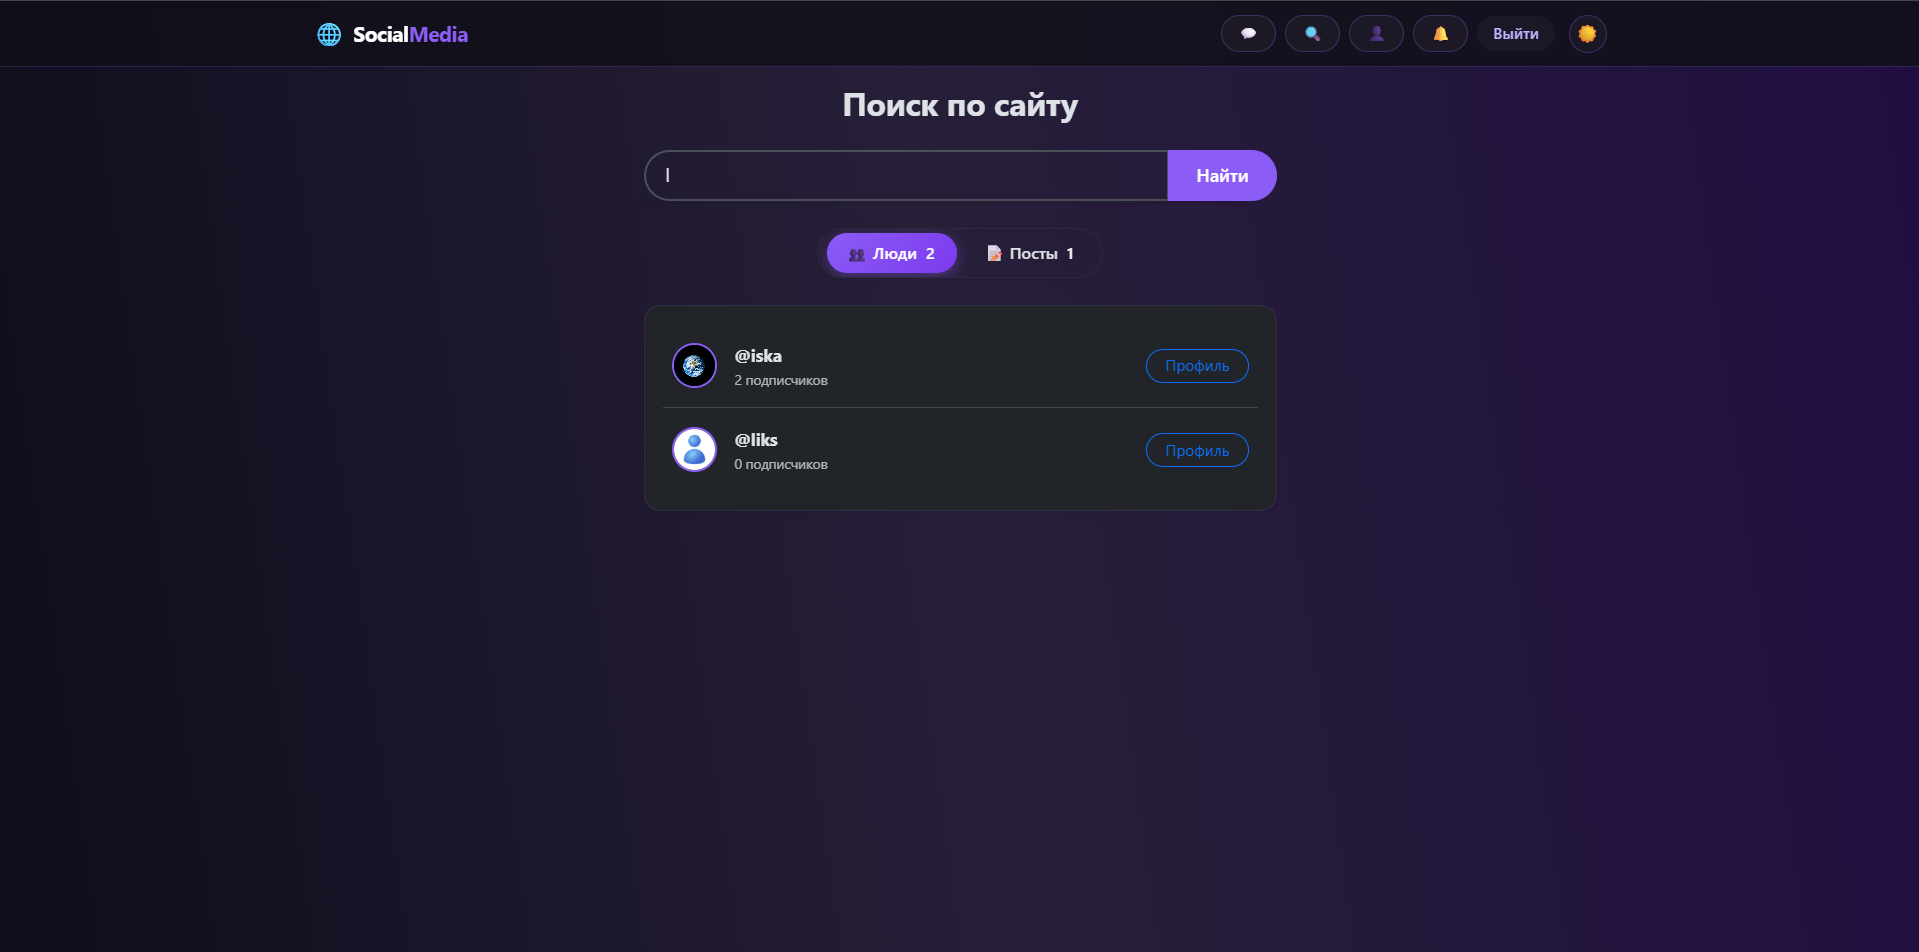 SocialMedia
Выйти
Поиск по сайту
Найти
Люди 2
Посты 1
@iska
2 подписчиков
Профиль
@liks
0 подписчиков
Профиль